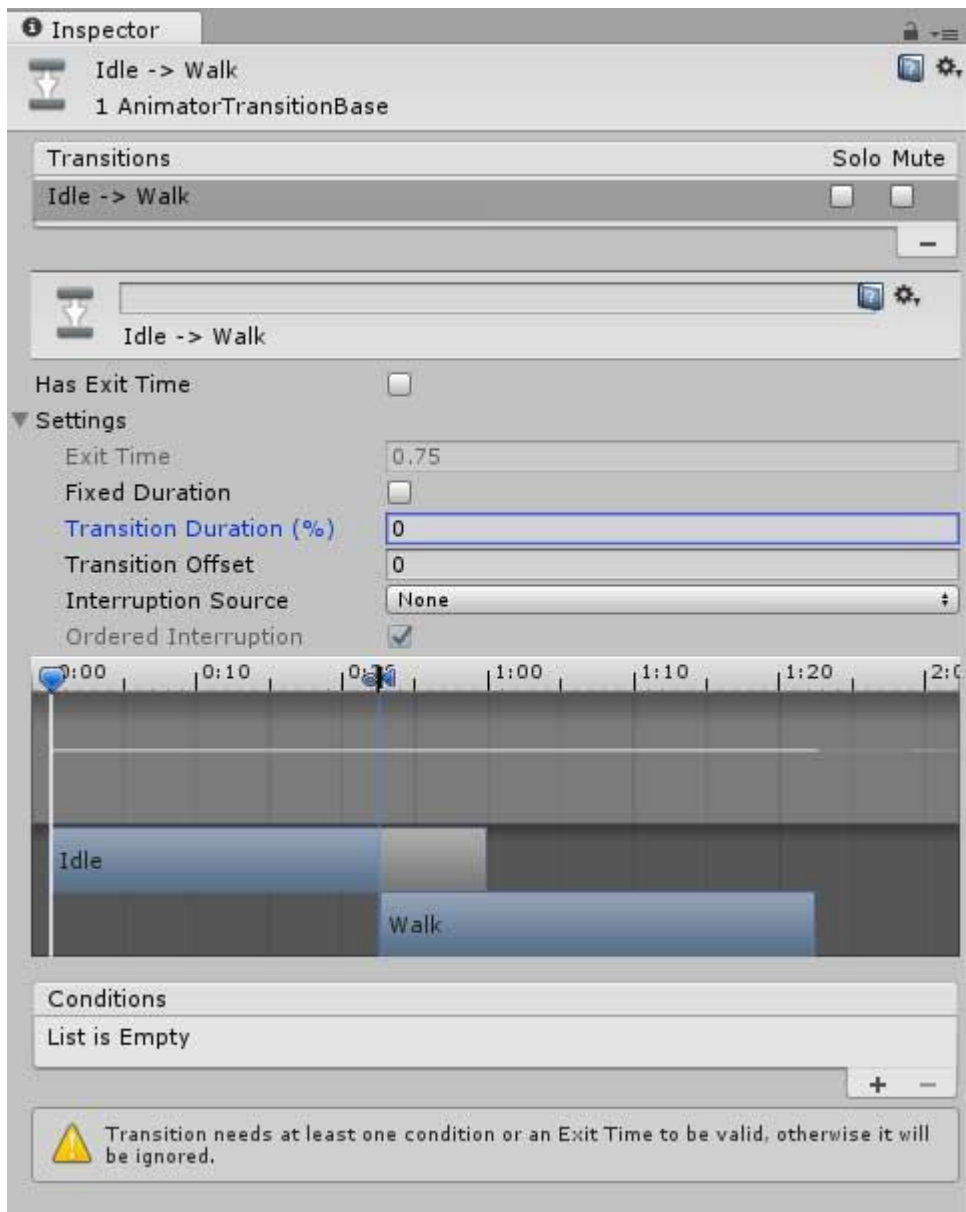 Inspector
Idle -> Walk
1 AnimatorTransitionBase
Transitions Solo Mute
Idle -> Walk
Idle -> Walk
Has Exit Time
Settings
Exit Time 0.75
Fixed Duration
Transition Duration (%) 0
Transition Offset 0
Interruption Source None
Ordered Interruption
0:00 0:10 1:00 1:10 1:20
Idle
Walk
Conditions
List is Empty
Transition needs at least one condition or an Exit Time to be valid, otherwise it will
be ignored.